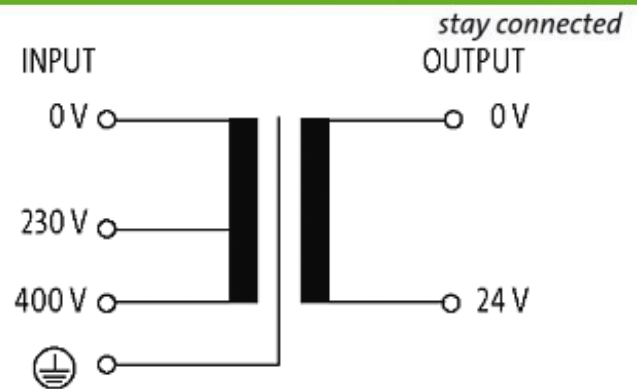 stay connected
INPUT OUTPUT
0 V 0 V
230 V
400 V 24 V